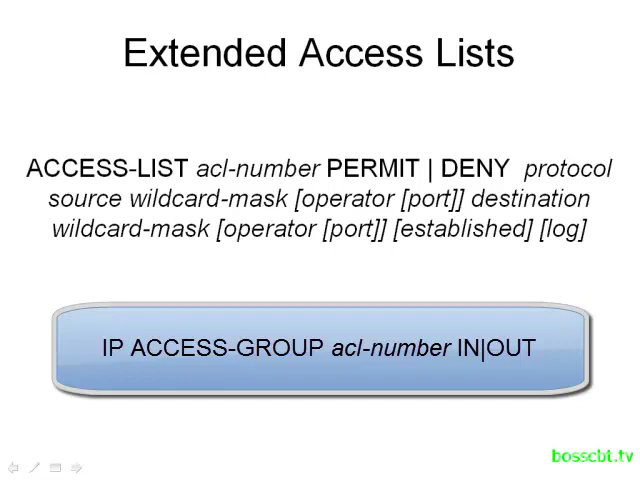 Extended Access Lists
ACCESS-LIST acl-number PERMIT | DENY protocol
source wildcard-mask [operator [port]] destination
wildcard-mask [operator [port]] [established] [log]
IP ACCESS-GROUP acl-number IN|OUT
bosscbt.tv